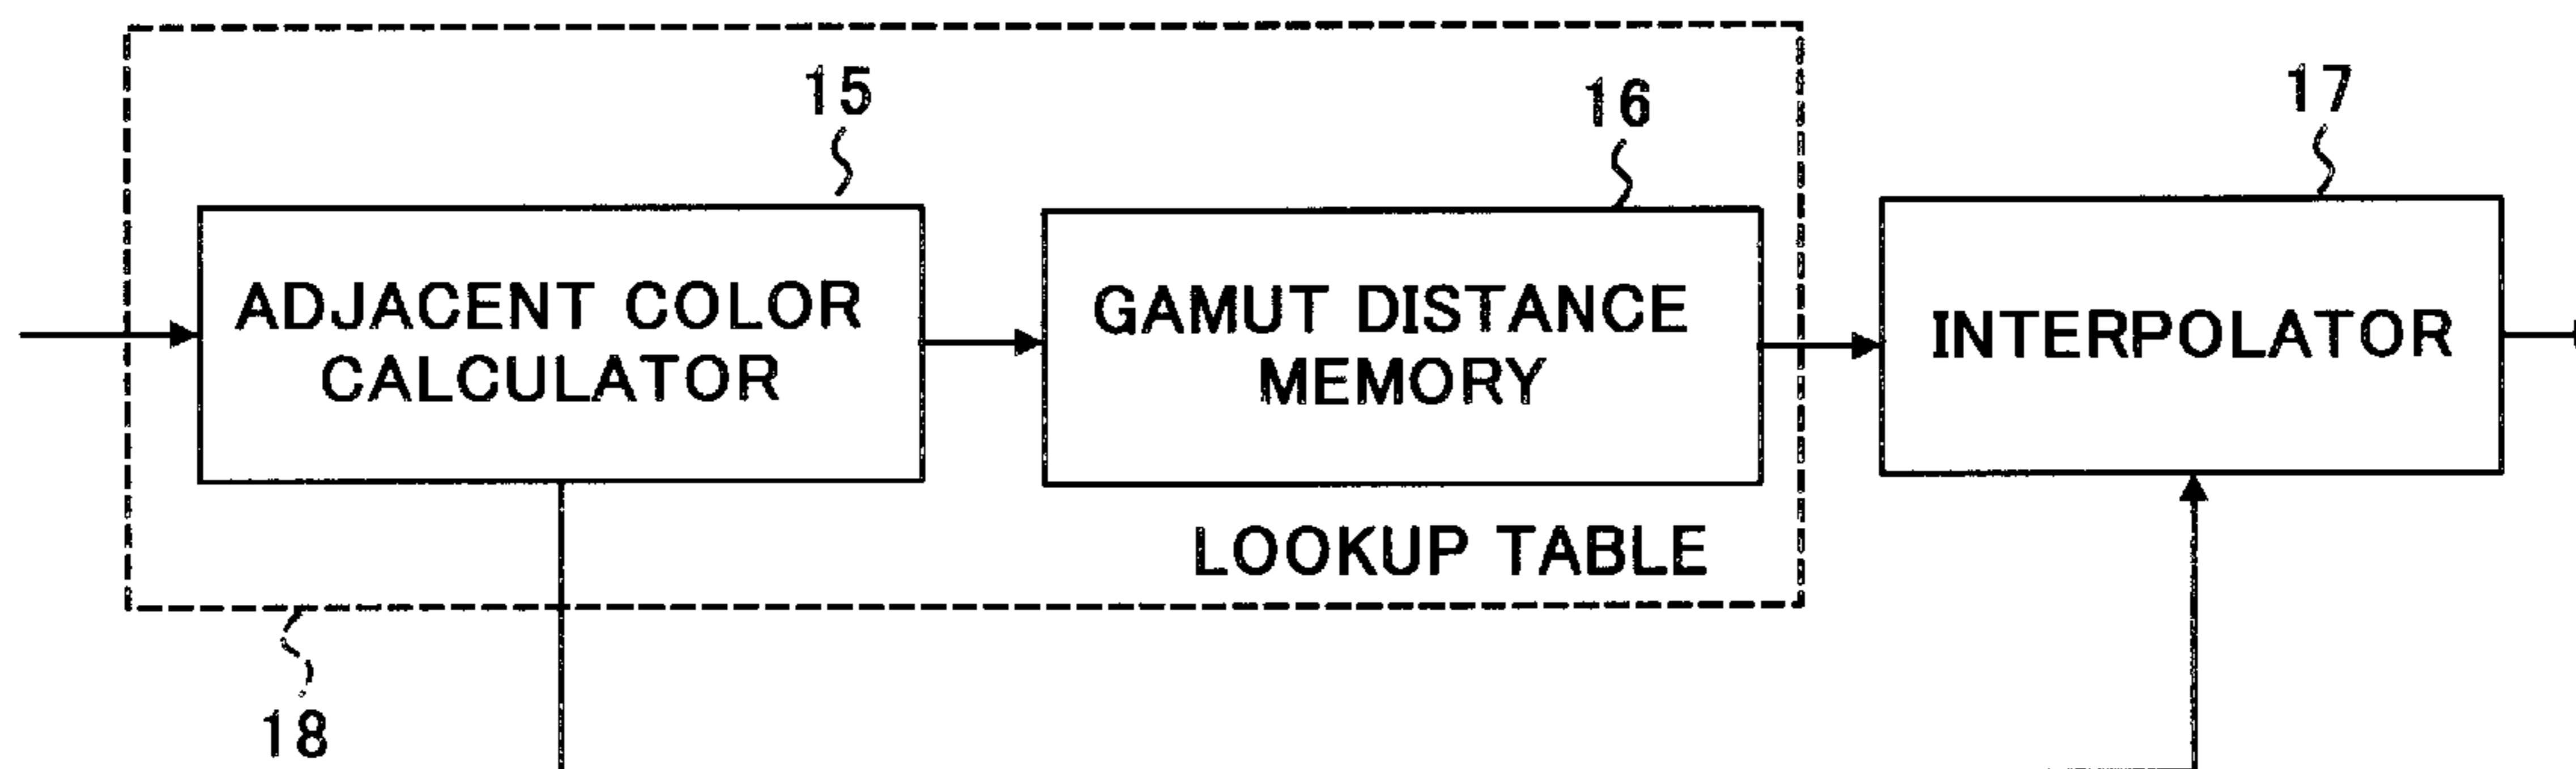 15
16
17
ADJACENT COLOR
CALCULATOR
GAMUT DISTANCE
MEMORY
INTERPOLATOR
LOOKUP TABLE
18